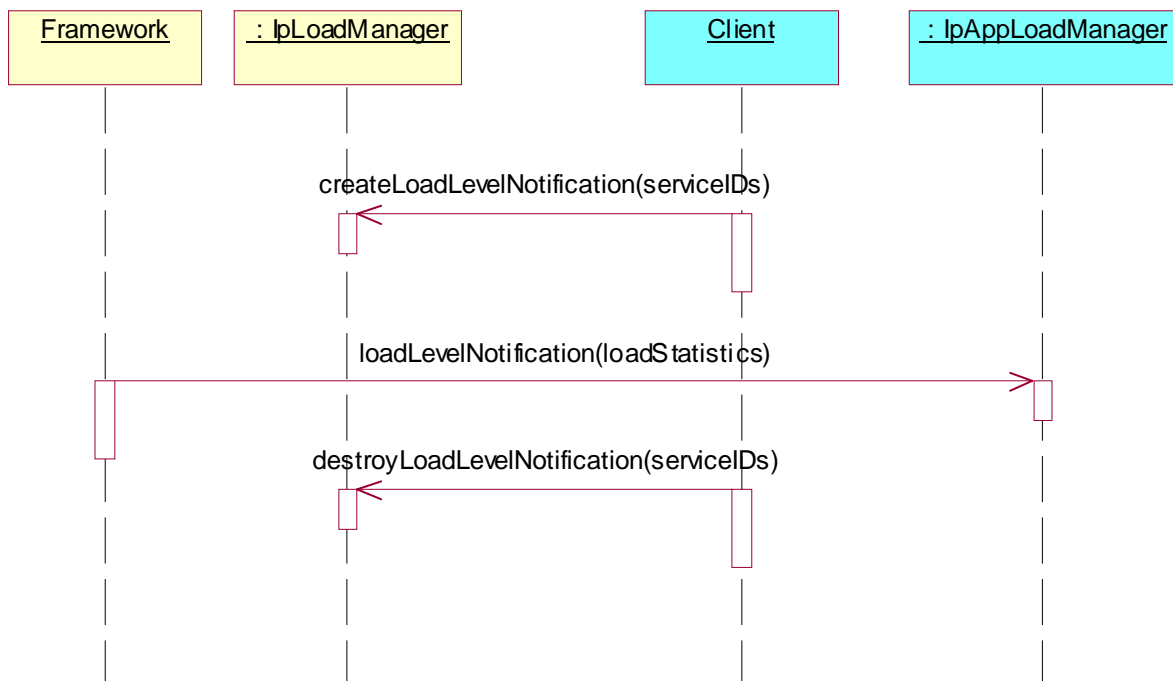 Framework
: IpLoadManager
Client
: IpAppLoadManager
createLoadLevelNotification(serviceIDs)
loadLevelNotification(loadStatistics)
destroyLoadLevelNotification(serviceIDs)